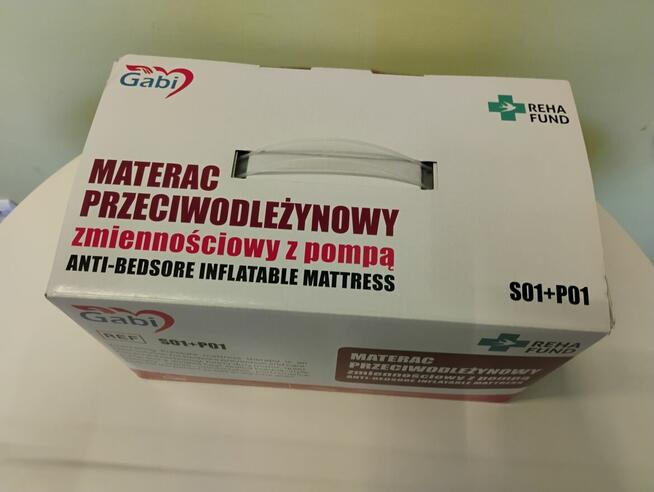 Gabi
REHA
FUND
MATERAC
PRZECIWODLEŻYNOWY
zmiennościowy z pompą
ANTI-BEDSORE INFLATABLE MATTRESS
S01+P01
Gabi
REF S01+P01
REHA
FUND
MATERAC
PRZECIWODLEŻYNOWY
zmiennościowy z pompą
ANTI-BEDSORE INFLATABLE MATTRESS